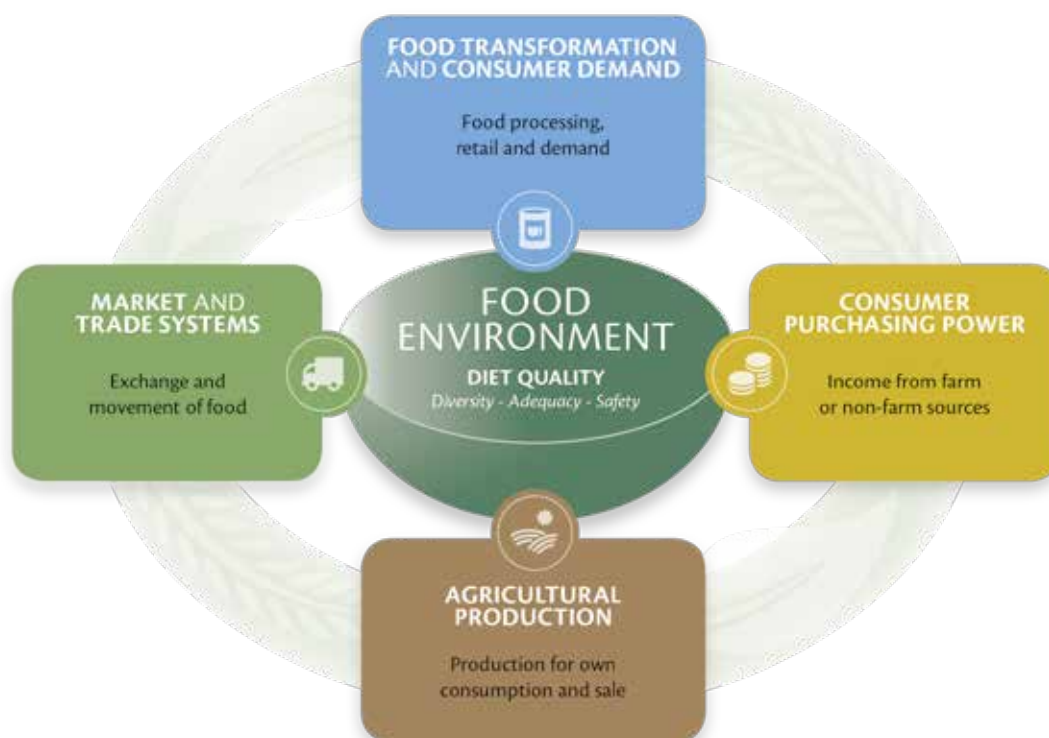 FOOD TRANSFORMATION
AND CONSUMER DEMAND
Food processing,
retail and demand
MARKET AND
TRADE SYSTEMS
Exchange and
movement of food
FOOD
ENVIRONMENT
DIET QUALITY
Diversity - Adequacy - Safety
CONSUMER
PURCHASING POWER
Income from farm
or non-farm sources
AGRICULTURAL
PRODUCTION
Production for own
consumption and sale